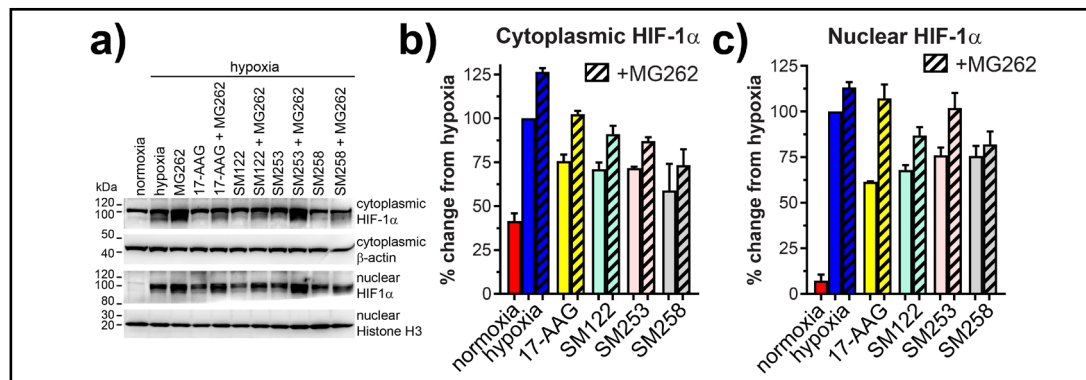 a)
hypoxia
normoxia
hypoxia
MG262
17-AAG
17-AAG + MG262
SM122
SM122 + MG262
SM253
SM253 + MG262
SM258
SM258 + MG262
kDa
120
100
cytoplasmic
HIF-1α
50
40
cytoplasmic
β-actin
120
100
80
nuclear
HIF1α
30
20
nuclear
Histone H3
b)
Cytoplasmic HIF-1α
+MG262
% change from hypoxia
125
100
75
50
25
0
normoxia
hypoxia
17-AAG
SM122
SM253
SM258
c)
Nuclear HIF-1α
+MG262
% change from hypoxia
125
100
75
50
25
0
normoxia
hypoxia
17-AAG
SM122
SM253
SM258